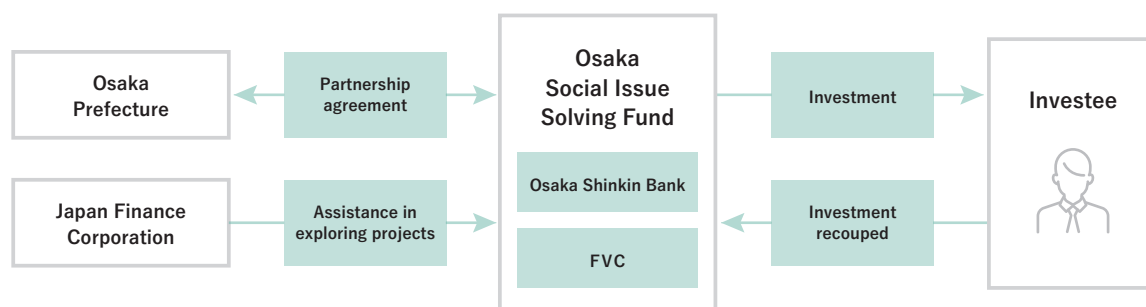 Osaka
Prefecture
Partnership
agreement
Osaka
Social Issue
Solving Fund
Osaka Shinkin Bank
FVC
Investment
Investee
Japan Finance
Corporation
Assistance in
exploring projects
Investment
recouped